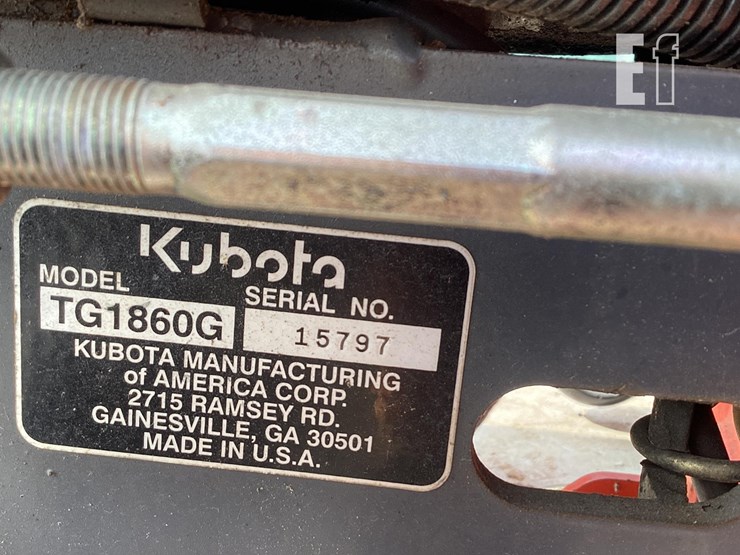 Ef
Kubota
MODEL
SERIAL NO.
TG1860G
15797
KUBOTA MANUFACTURING
of AMERICA CORP.
2715 RAMSEY RD.
GAINESVILLE, GA 30501
MADE IN U.S.A.